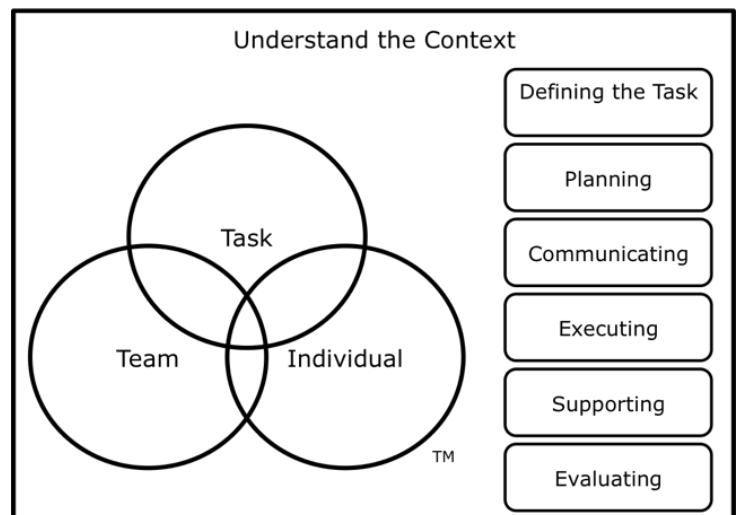 Understand the Context
Task
Team
Individual
TM
Defining the Task
Planning
Communicating
Executing
Supporting
Evaluating